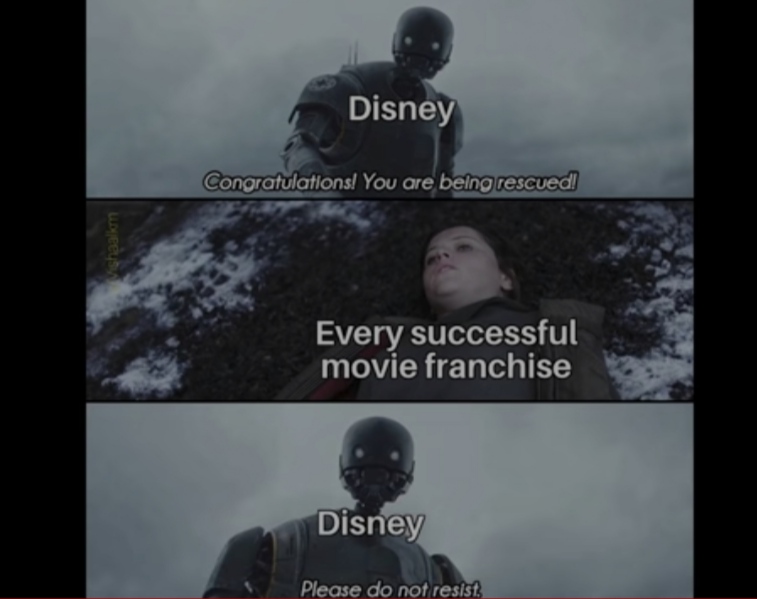 Disney
Congratulations! You are being rescued!
Every successful
movie franchise
Disney
Please do not resist.